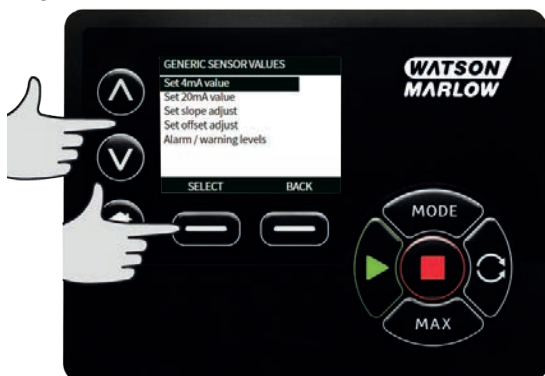 GENERIC SENSOR VALUES
Set 4mA value
Set 20mA value
Set slope adjust
Set offset adjust
Alarm / warning levels
SELECT BACK
WATSON
MARLOW
MODE
MAX